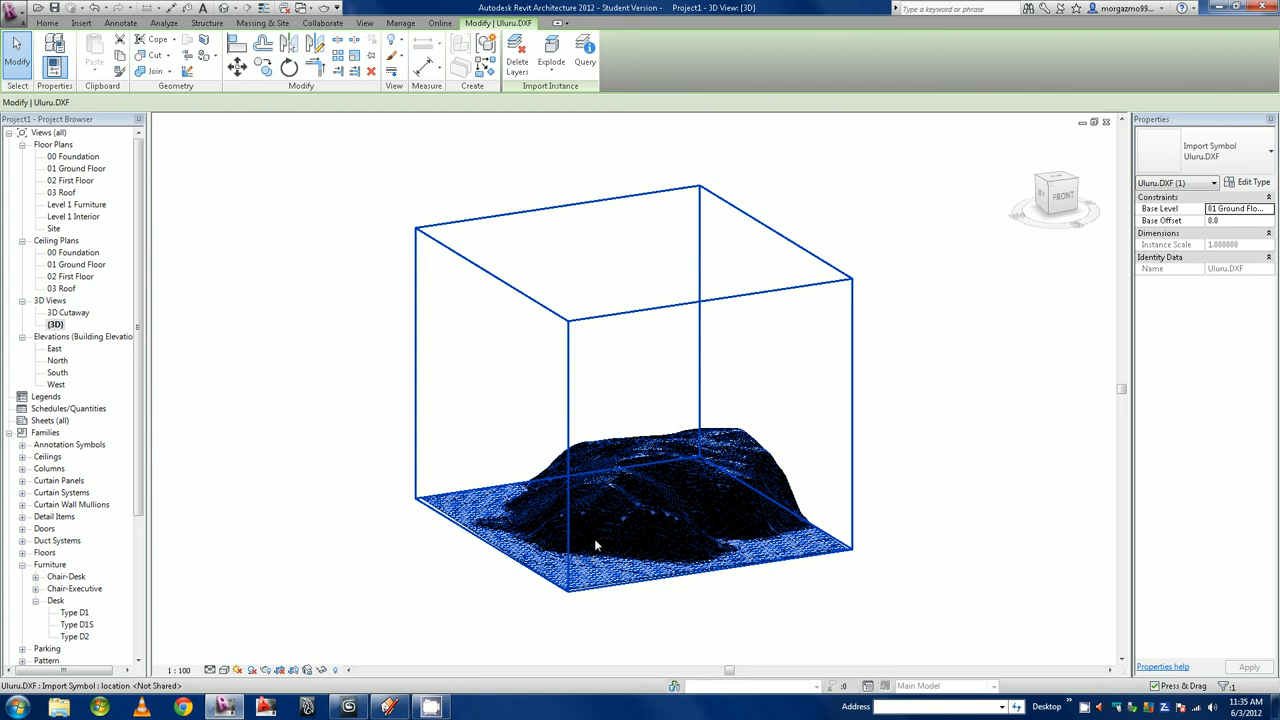 Autodesk Revit Architecture 2012 - Student Version - Project1 - 3D View: {3D}
Type a keyword or phrase
morgazmo99...
Home Insert Annotate Analyze Structure Massing & Site Collaborate View Manage Online Modify | Uluru.DXF
Modify
Paste
Cope
Cut
Join
Delete Layers
Explode
Query
Select Properties Clipboard Geometry Modify View Measure Create Import Instance
Modify | Uluru.DXF
Project1 - Project Browser
Views (all)
Floor Plans
00 Foundation
01 Ground Floor
02 First Floor
03 Roof
Level 1 Furniture
Level 1 Interior
Site
Ceiling Plans
00 Foundation
01 Ground Floor
02 First Floor
03 Roof
3D Views
3D Cutaway
{3D}
Elevations (Building Elevatio
East
North
South
West
Legends
Schedules/Quantities
Sheets (all)
Families
Annotation Symbols
Ceilings
Columns
Curtain Panels
Curtain Systems
Curtain Wall Mullions
Detail Items
Doors
Duct Systems
Floors
Furniture
Chair-Desk
Chair-Executive
Desk
Type D1
Type D1S
Type D2
Parking
Pattern
FRONT
Properties
Import Symbol
Uluru.DXF
Uluru.DXF (1)
Edit Type
Constraints
Base Level 01 Ground Flo...
Base Offset 0.0
Dimensions
Instance Scale 1.000000
Identity Data
Name Uluru.DXF
Properties help
Apply
1 : 100
Uluru.DXF : Import Symbol : location <Not Shared>
:0
Main Model
Press & Drag
:1
Address
Desktop
11:35 AM
6/3/2012